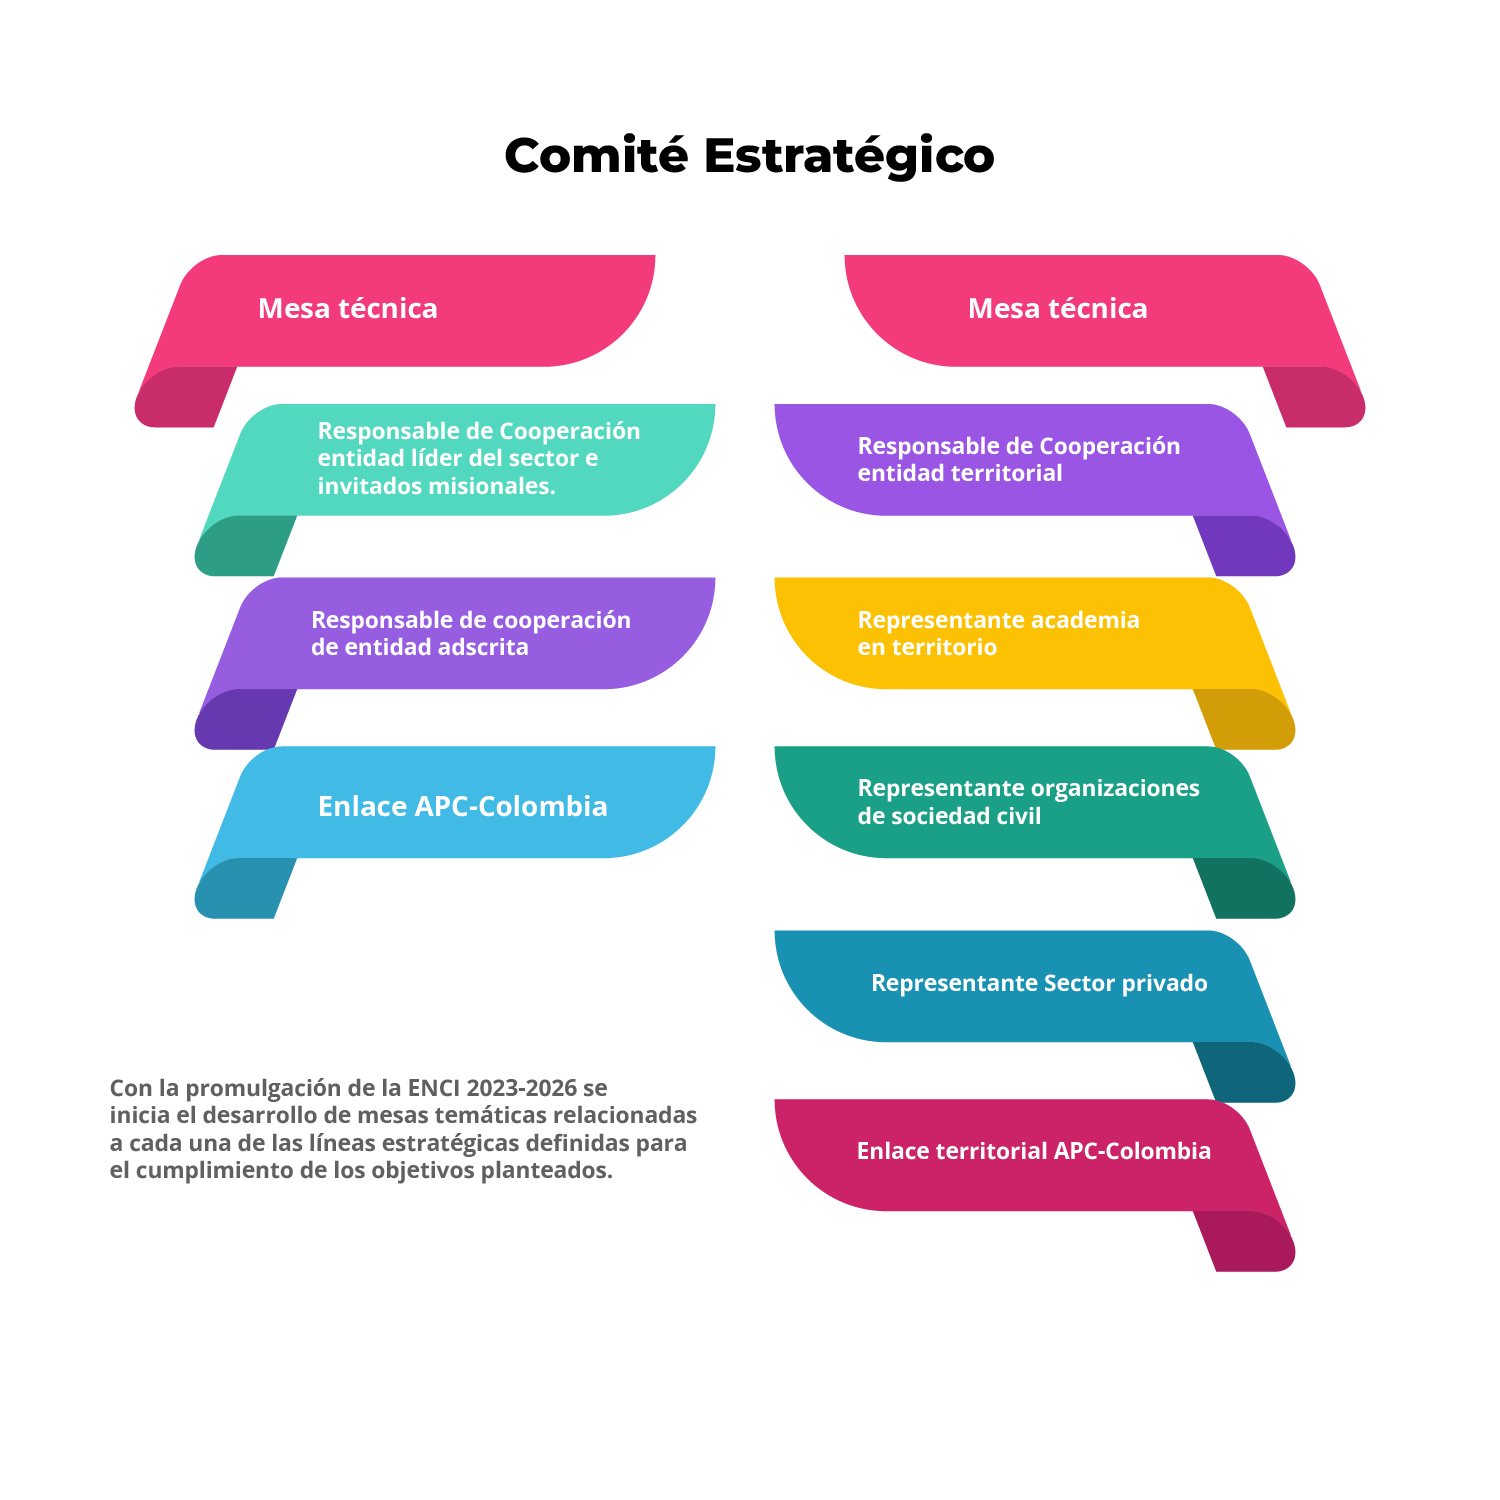 Comité Estratégico
Mesa técnica
Responsable de Cooperación
entidad líder del sector e
invitados misionales.
Responsable de cooperación
de entidad adscrita
Enlace APC-Colombia
Con la promulgación de la ENCI 2023-2026 se
inicia el desarrollo de mesas temáticas relacionadas
a cada una de las líneas estratégicas definidas para
el cumplimiento de los objetivos planteados.
Mesa técnica
Responsable de Cooperación
entidad territorial
Representante academia
en territorio
Representante organizaciones
de sociedad civil
Representante Sector privado
Enlace territorial APC-Colombia